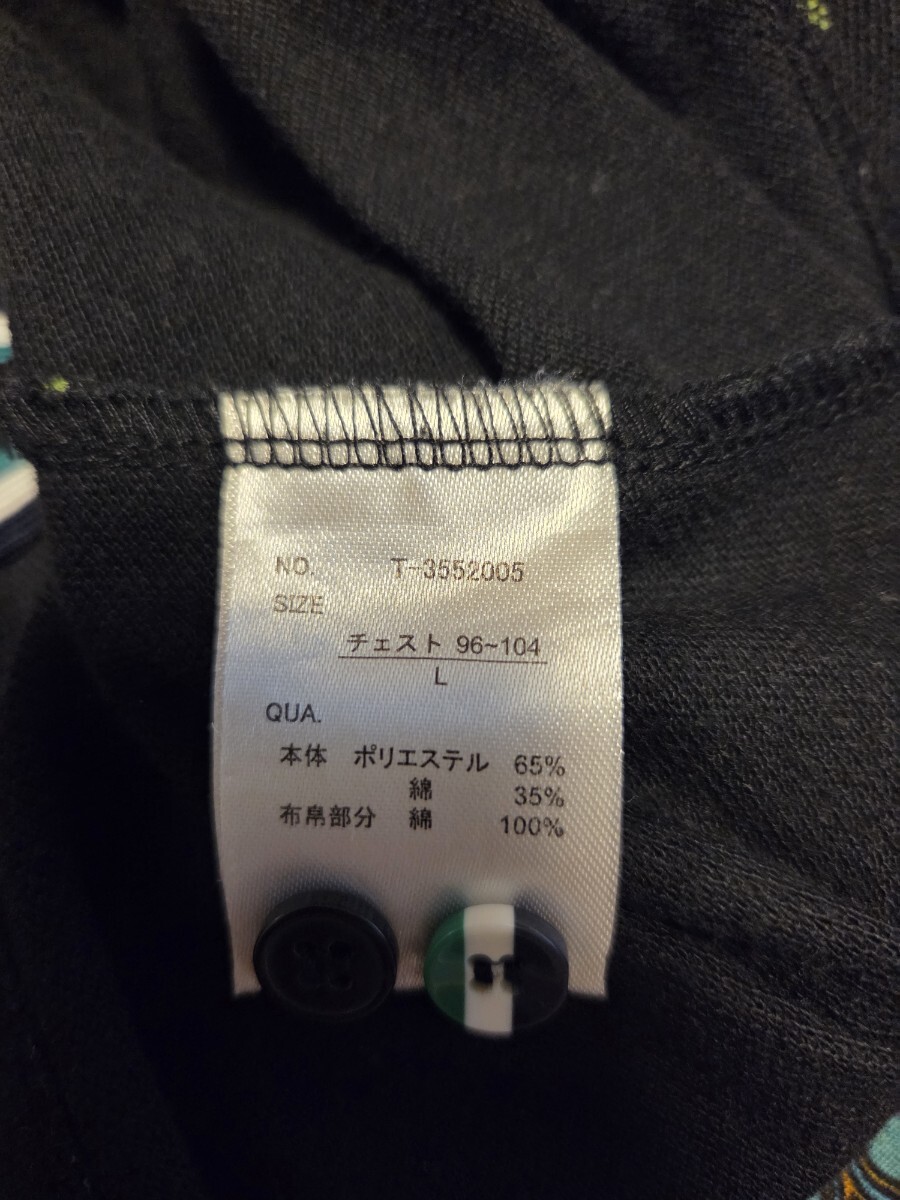 NO. T-3552005
SIZE
チェスト 96~104
L
QUA.
本体 ポリエステル 65%
綿 35%
布帛部分 綿 100%